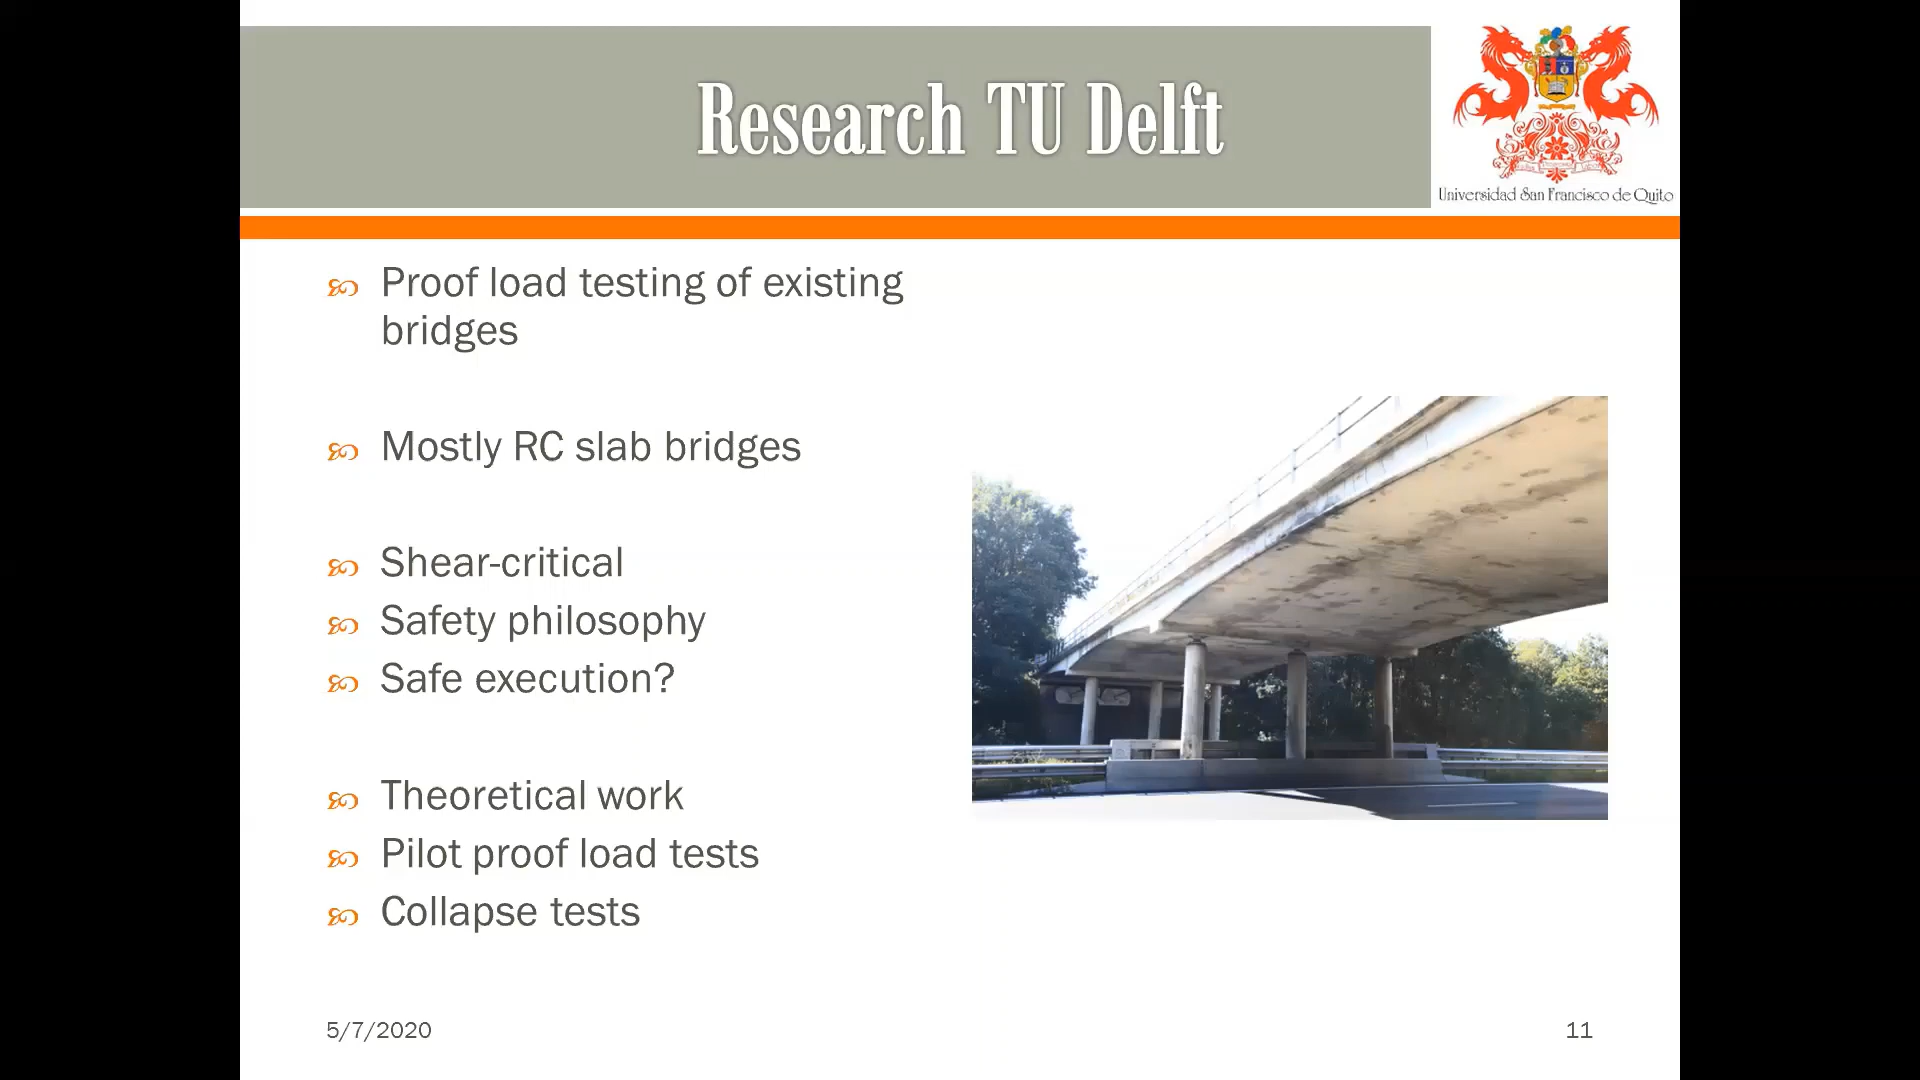 Research TU Delft
Universidad San Francisco de Quito
Proof load testing of existing
bridges
Mostly RC slab bridges
Shear-critical
Safety philosophy
Safe execution?
Theoretical work
Pilot proof load tests
Collapse tests
5/7/2020
11